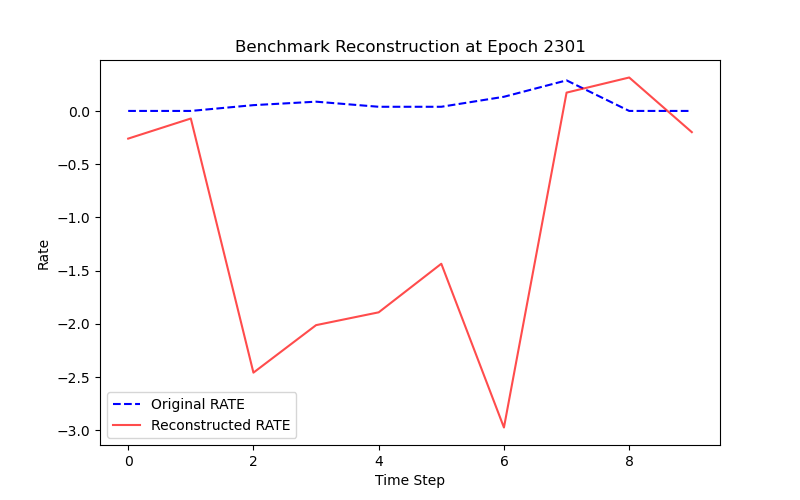 Benchmark Reconstruction at Epoch 2301
0.0
−0.5
−1.0
−1.5
−2.0
−2.5
−3.0
Rate
Original RATE
Reconstructed RATE
0 2 4 6 8
Time Step